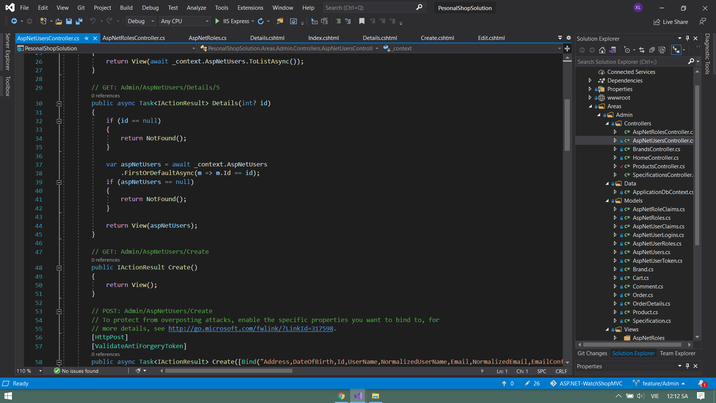 File Edit View Git Project Build Debug Test Analyze Tools Extensions Window Help Search (Ctrl+Q) PesonalShopSolution XL
Debug Any CPU IIS Express Live Share
AspNetUsersController.cs AspNetRolesController.cs AspNetRoles.cs Details.cshtml Index.cshtml Details.cshtml Create.cshtml Edit.cshtml
PesonalShopSolution PesonalShopSolution.Areas.Admin.Controllers.AspNetUsersControll _context
26 return View(await _context.AspNetUsers.ToListAsync());
27 }
28
29 // GET: Admin/AspNetUsers/Details/5
0 references
30 public async Task<IActionResult> Details(int? id)
31 {
32 if (id == null)
33 {
34 return NotFound();
35 }
36
37 var aspNetUsers = await _context.AspNetUsers
38 .FirstOrDefaultAsync(m => m.Id == id);
39 if (aspNetUsers == null)
40 {
41 return NotFound();
42 }
43
44 return View(aspNetUsers);
45 }
46
47 // GET: Admin/AspNetUsers/Create
0 references
48 public IActionResult Create()
49 {
50 return View();
51 }
52
53 // POST: Admin/AspNetUsers/Create
54 // To protect from overposting attacks, enable the specific properties you want to bind to, for
55 // more details, see http://go.microsoft.com/fwlink/?LinkId=317598.
56 [HttpPost]
57 [ValidateAntiForgeryToken]
0 references
58 public async Task<IActionResult> Create([Bind("Address,DateOfBirth,Id,UserName,NormalizedUserName,Email,NormalizedEmail,EmailConf
110 % No issues found Ln: 1 Ch: 1 SPC CRLF
Server Explorer
Toolbox
Solution Explorer
Search Solution Explorer (Ctrl+;)
Connected Services
Dependencies
Properties
wwwroot
Areas
Admin
Controllers
AspNetRolesController.c
AspNetUsersController.c
BrandsController.cs
HomeController.cs
ProductsController.cs
SpecificationsController.
Data
ApplicationDbContext.cs
Models
AspNetRoleClaims.cs
AspNetRoles.cs
AspNetUserClaims.cs
AspNetUserLogins.cs
AspNetUserRoles.cs
AspNetUsers.cs
AspNetUserToken.cs
Brand.cs
Cart.cs
Comment.cs
Order.cs
OrderDetails.cs
Product.cs
Specification.cs
Views
AspNetRoles
Git Changes Solution Explorer Team Explorer
Properties
Diagnostic Tools
Ready 0 26 ASP.NET-WatchShopMVC feature/Admin
VIE 12:12 SA